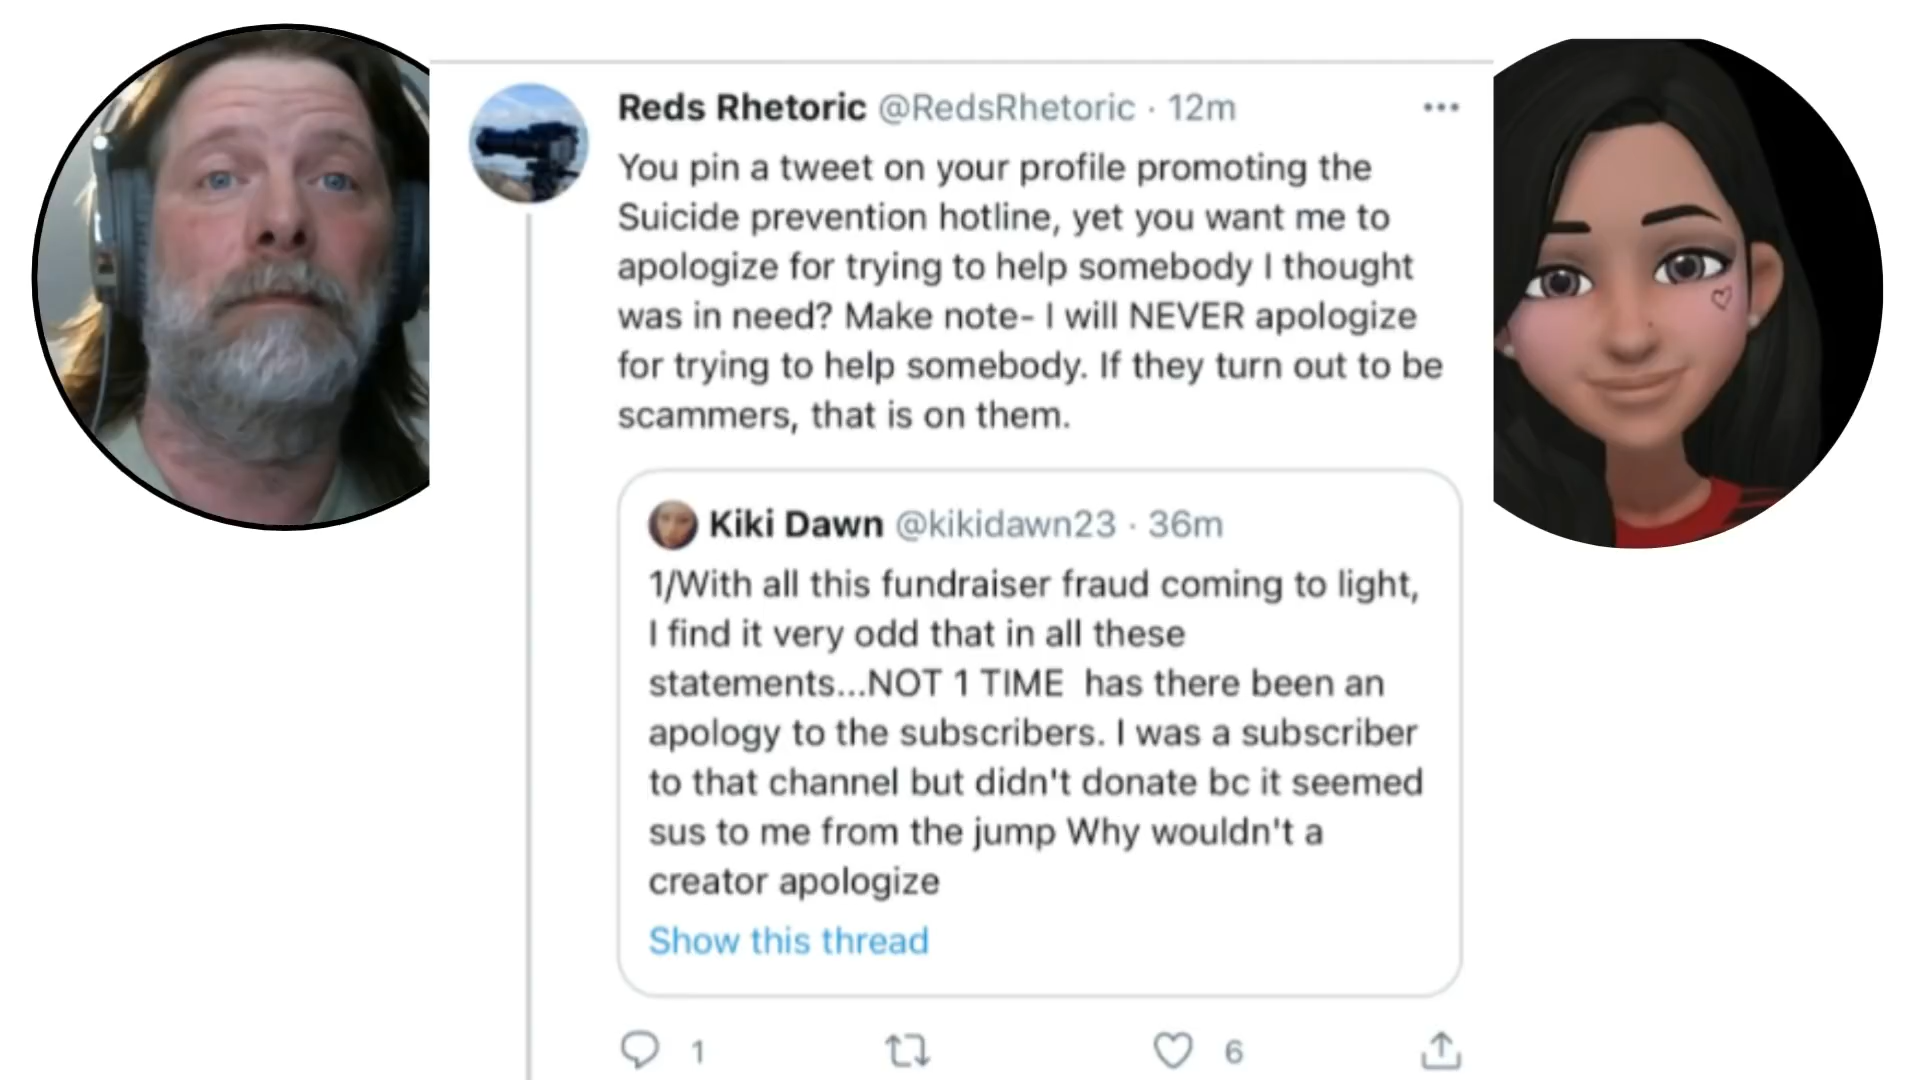 Reds Rhetoric @RedsRhetoric · 12m
You pin a tweet on your profile promoting the
Suicide prevention hotline, yet you want me to
apologize for trying to help somebody I thought
was in need? Make note- I will NEVER apologize
for trying to help somebody. If they turn out to be
scammers, that is on them.
Kiki Dawn @kikidawn23 · 36m
1/With all this fundraiser fraud coming to light,
I find it very odd that in all these
statements...NOT 1 TIME  has there been an
apology to the subscribers. I was a subscriber
to that channel but didn't donate bc it seemed
sus to me from the jump Why wouldn't a
creator apologize
Show this thread
1 6